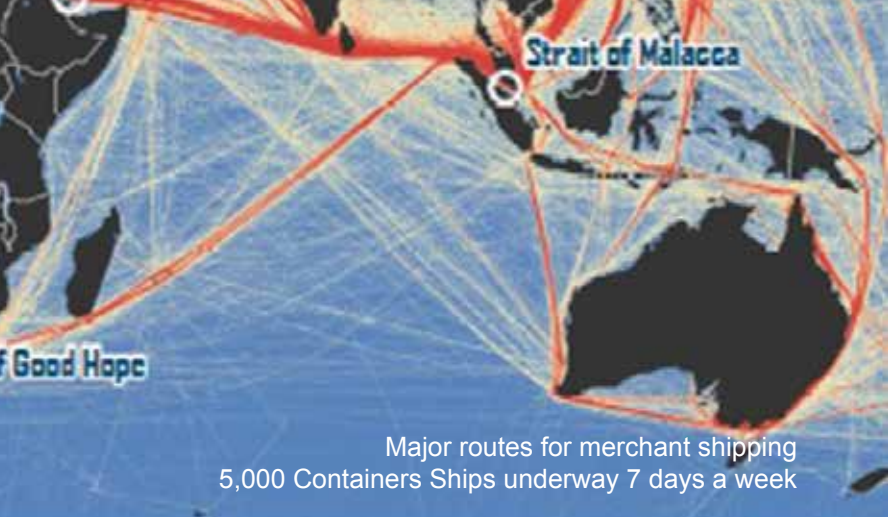 Strait of Malacca
f Good Hope
Major routes for merchant shipping
5,000 Containers Ships underway 7 days a week